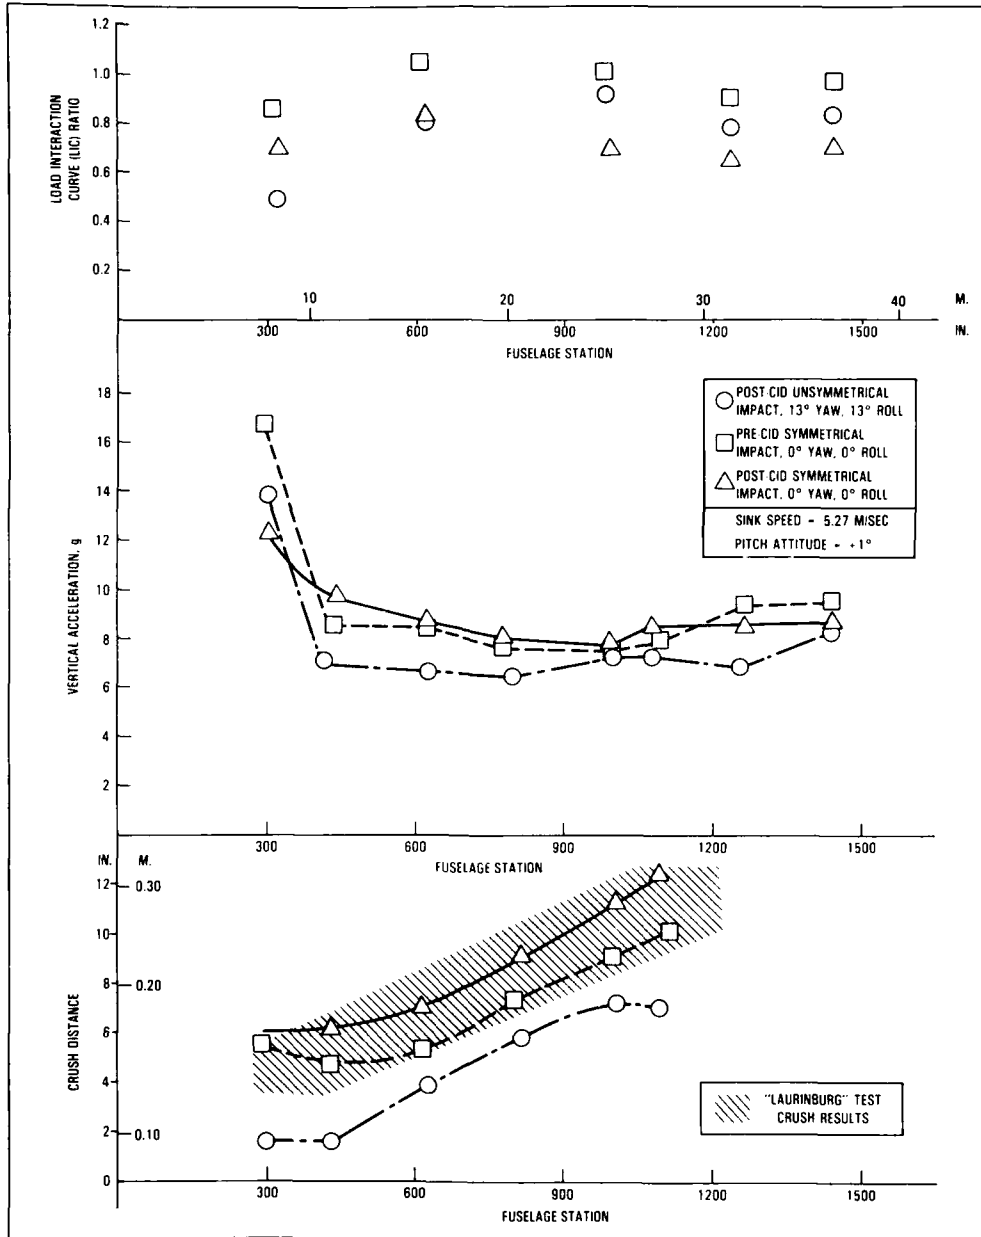 1.2
1.0
0.8
0.6
0.4
0.2
LOAD INTERACTION
CURVE (LIC) RATIO
10 20 30 40 M.
300 600 900 1200 1500 IN.
FUSELAGE STATION
18
16
14
12
10
8
6
4
2
VERTICAL ACCELERATION, g
POST-CID UNSYMMETRICAL
IMPACT, 13° YAW, 13° ROLL
PRE-CID SYMMETRICAL
IMPACT, 0° YAW, 0° ROLL
POST-CID SYMMETRICAL
IMPACT, 0° YAW, 0° ROLL
SINK SPEED = 5.27 M/SEC
PITCH ATTITUDE = +1°
300 600 900 1200 1500
FUSELAGE STATION
IN. M.
12
10
8
6
4
2
0
0.30
0.20
0.10
CRUSH DISTANCE
"LAURINBURG" TEST
CRUSH RESULTS
300 600 900 1200 1500
FUSELAGE STATION